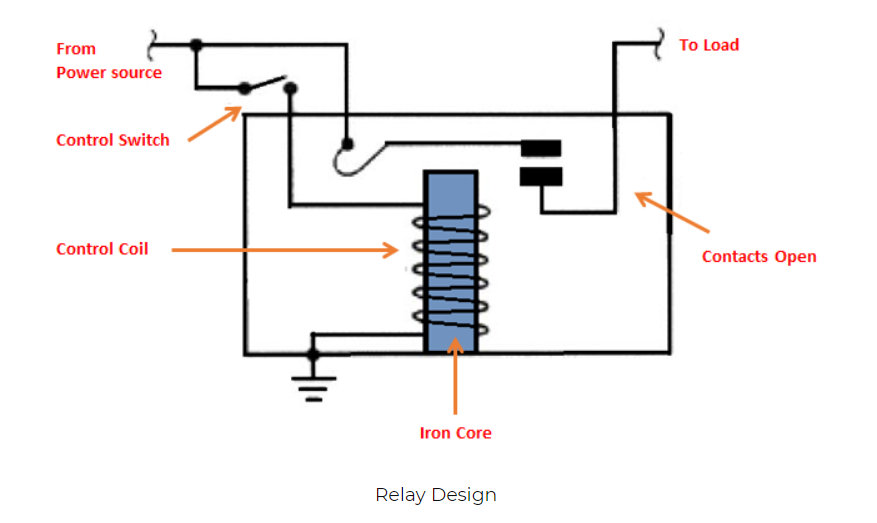 From
Power source
To Load
Control Switch
Control Coil
Contacts Open
Iron Core
Relay Design